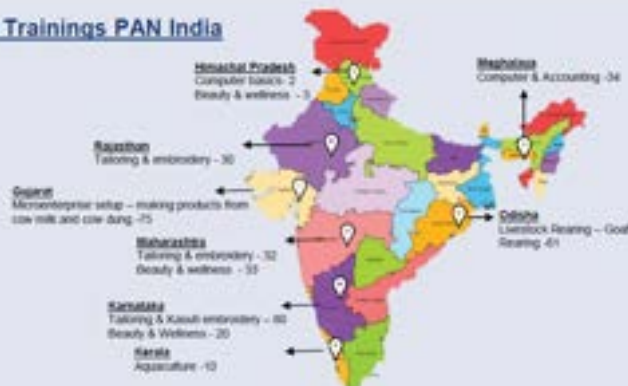 Trainings PAN India
Himachal Pradesh
Computer basics- 2
Beauty & wellness - 3
Meghalaya
Computer & Accounting -34
Rajasthan
Tailoring & embroidery - 30
Gujarat
Microenterprise setup – making products from
cow milk and cow dung -75
Odisha
Livestock Rearing – Goat
Rearing -61
Maharashtra
Tailoring & embroidery - 32
Beauty & wellness - 33
Karnataka
Tailoring & Kasuti embroidery –
Beauty & Wellness - 20
Kerala
Aquaculture -10